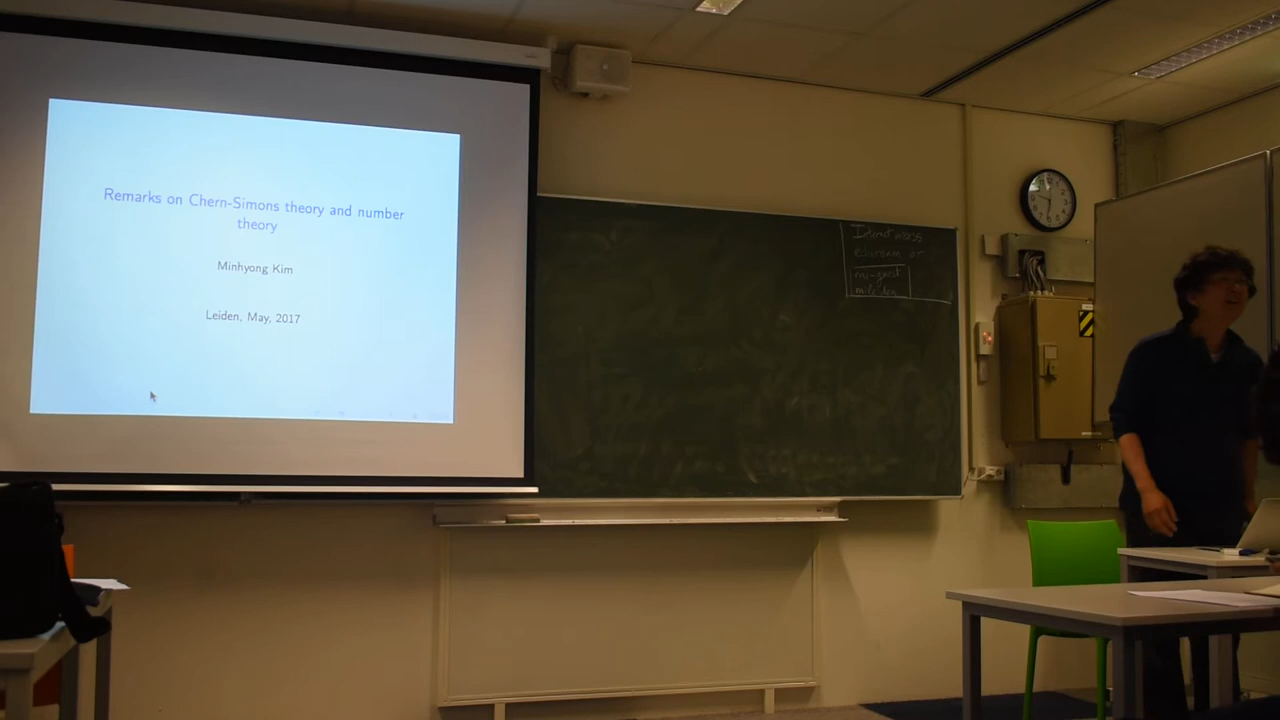 Remarks on Chern-Simons theory and number
theory
Minhyong Kim
Leiden, May, 2017